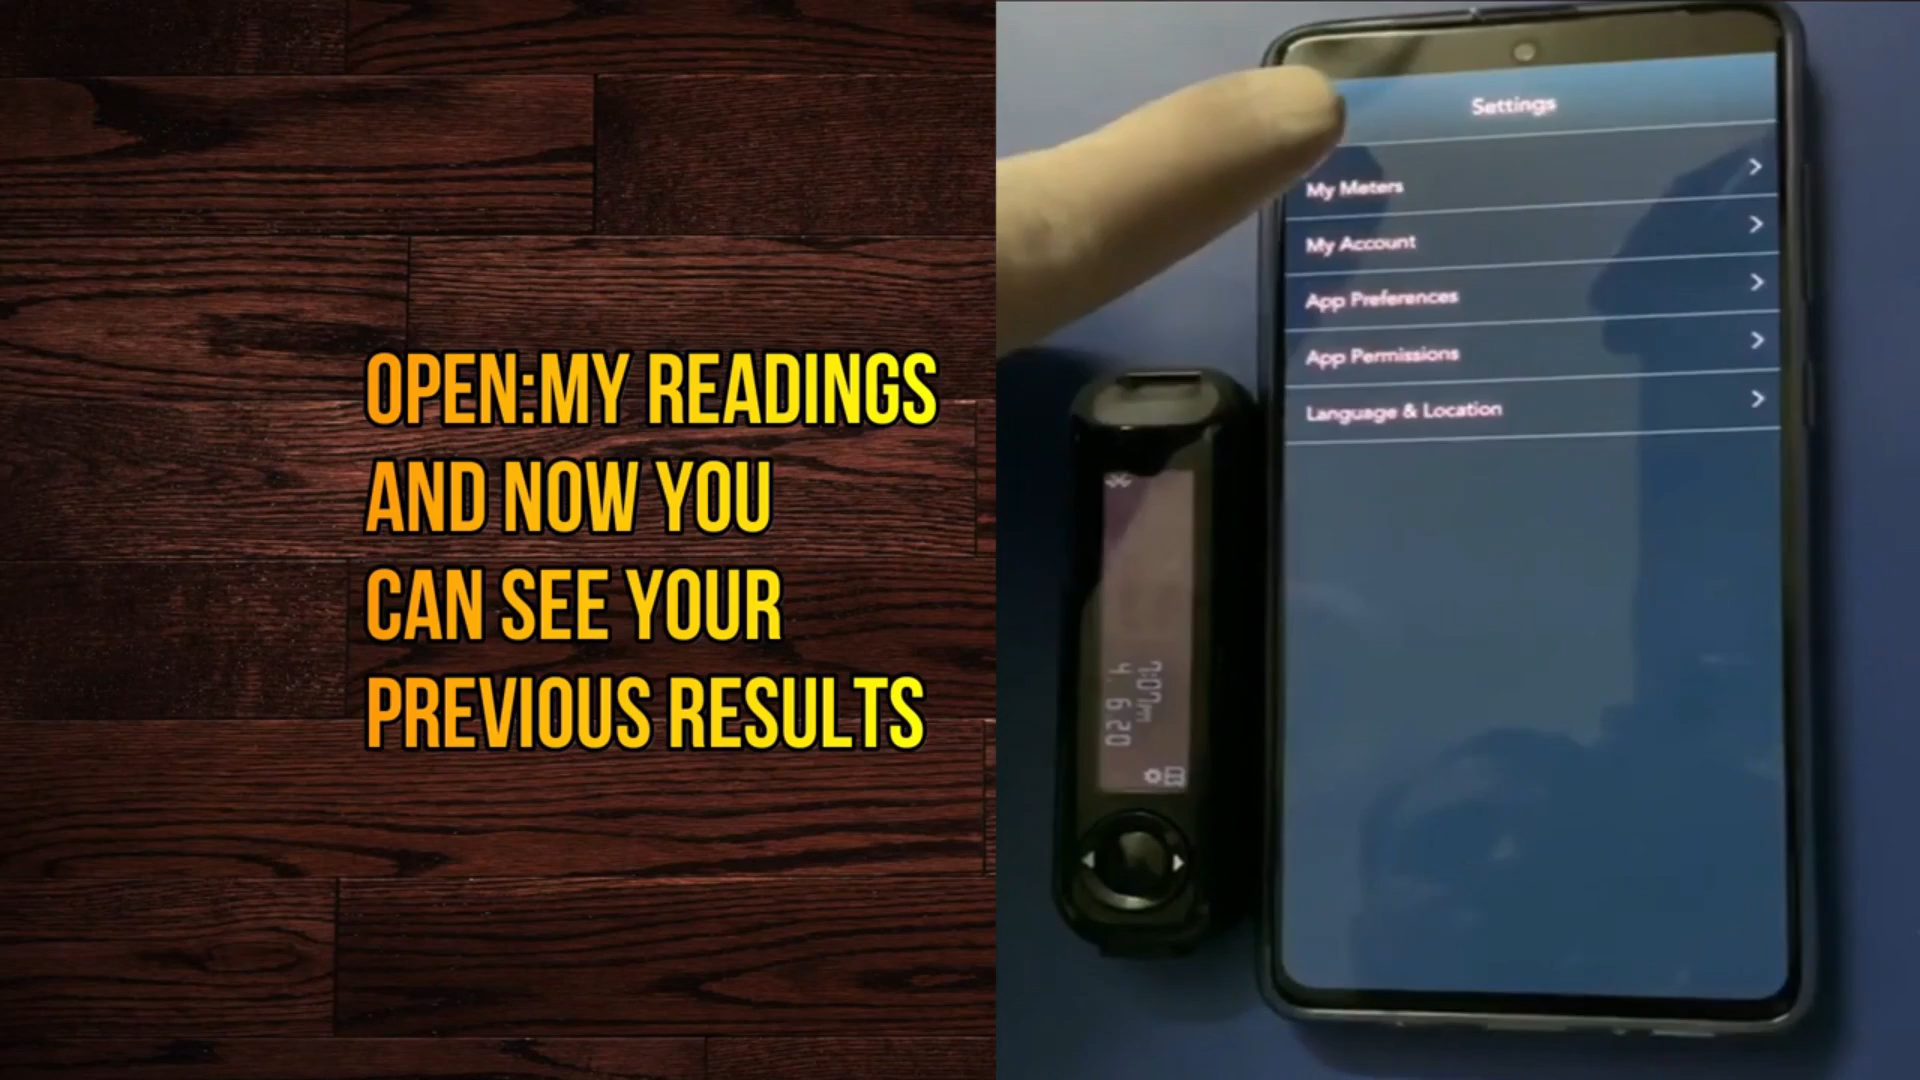 OPEN:MY READINGS
AND NOW YOU
CAN SEE YOUR
PREVIOUS RESULTS
Settings
My Meters
My Account
App Preferences
App Permissions
Language & Location